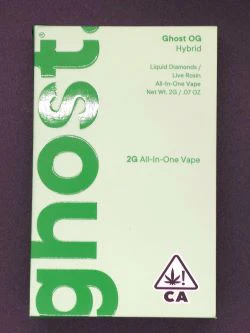 ghost.®
Ghost OG
Hybrid
Liquid Diamonds /
Live Rosin
All-In-One Vape
Net Wt. 2G / .07 OZ
2G All-In-One Vape
!
CA